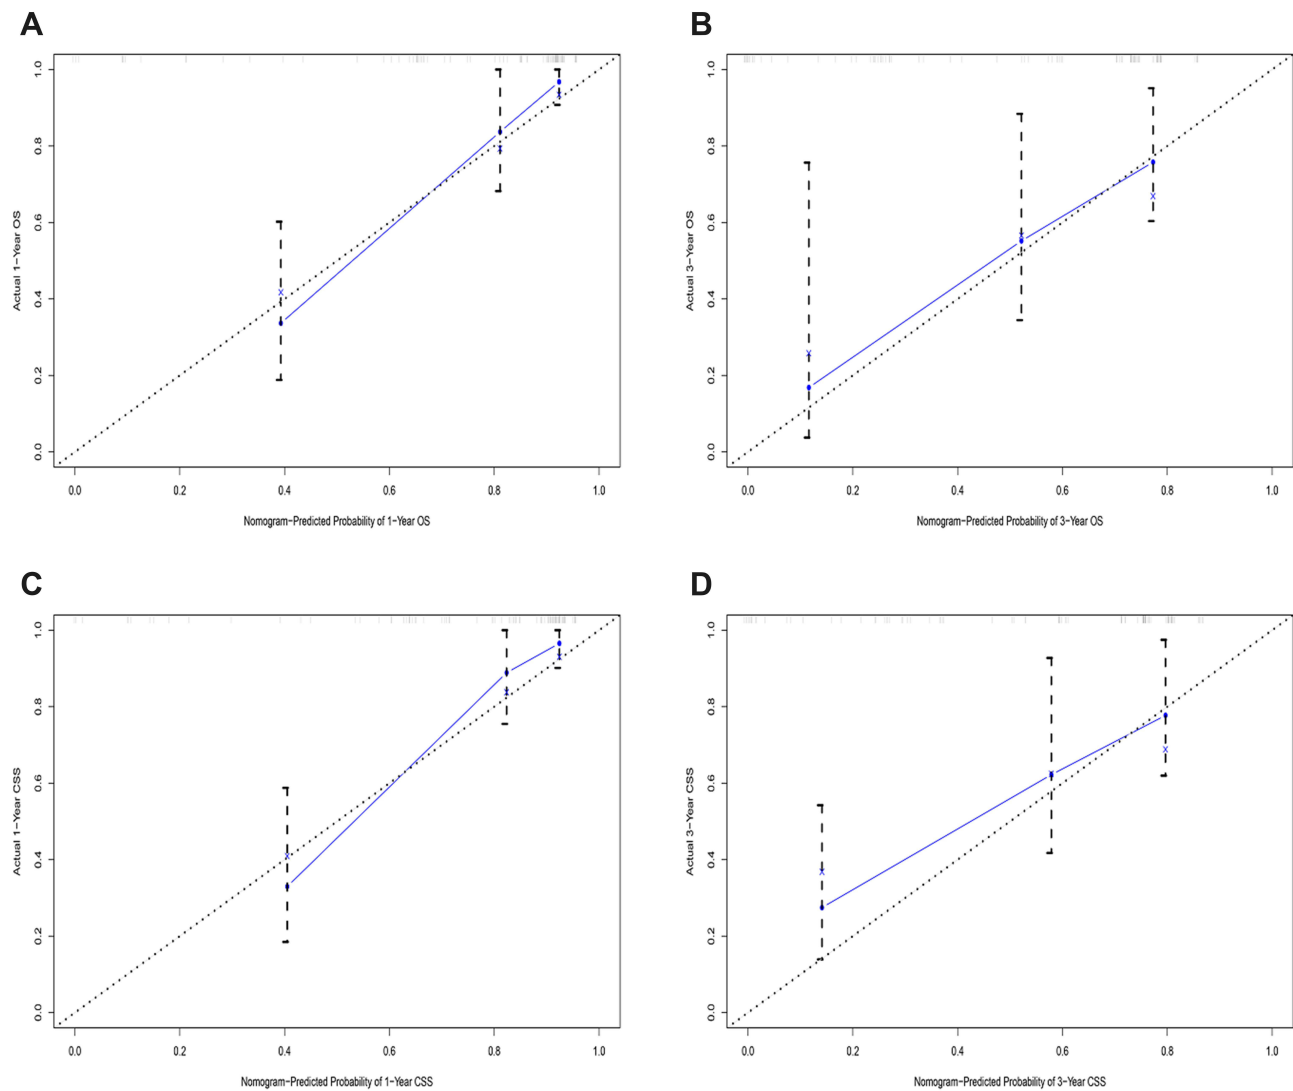 A
B
1.0
0.8
0.6
0.4
0.2
0.0
Actual 1−Year OS
0.0 0.2 0.4 0.6 0.8 1.0
Nomogram−Predicted Probability of 1−Year OS
1.0
0.8
0.6
0.4
0.2
0.0
Actual 3−Year OS
0.0 0.2 0.4 0.6 0.8 1.0
Nomogram−Predicted Probability of 3−Year OS
C
D
1.0
0.8
0.6
0.4
0.2
0.0
Actual 1−Year CSS
0.0 0.2 0.4 0.6 0.8 1.0
Nomogram−Predicted Probability of 1−Year CSS
1.0
0.8
0.6
0.4
0.2
0.0
Actual 3−Year CSS
0.0 0.2 0.4 0.6 0.8 1.0
Nomogram−Predicted Probability of 3−Year CSS